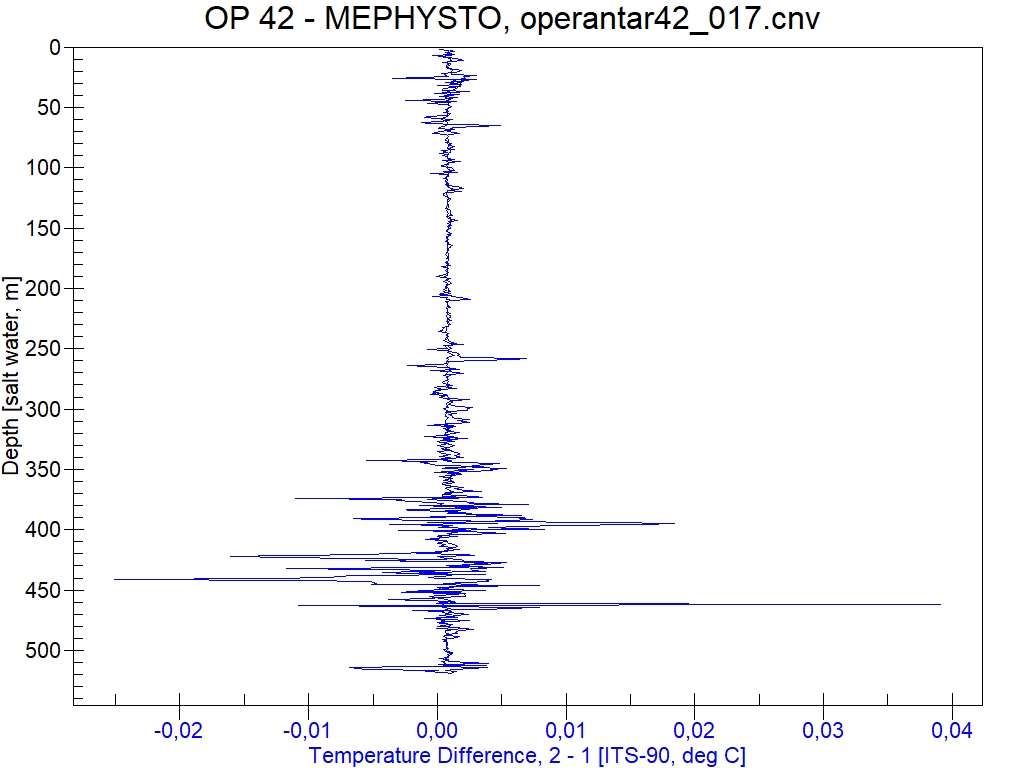 OP 42 - MEPHYSTO, operantar42_017.cnv
0
50
100
150
200
250
300
350
400
450
500
Depth [salt water, m]
-0,02 -0,01 0,00 0,01 0,02 0,03 0,04
Temperature Difference, 2 - 1 [ITS-90, deg C]